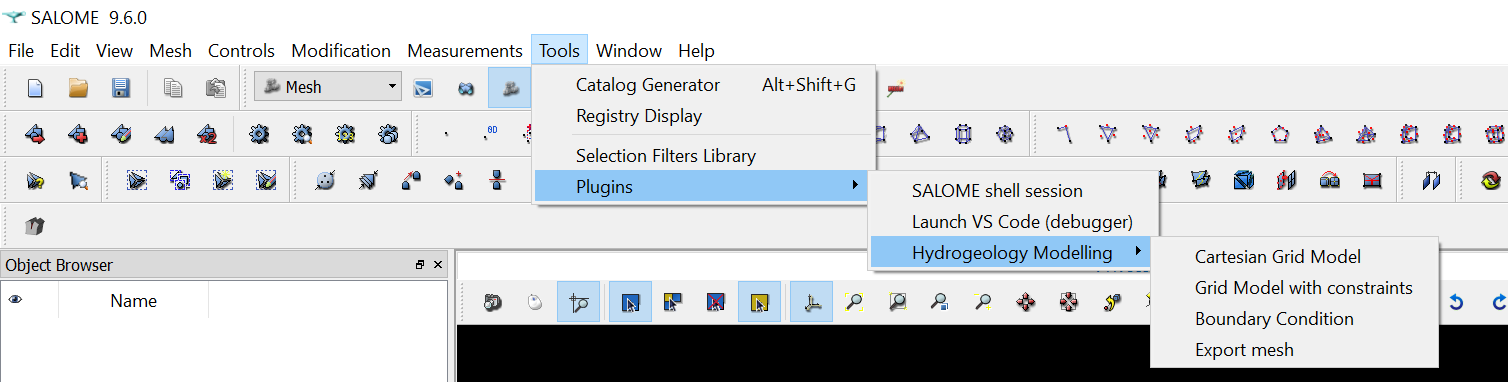 SALOME 9.6.0
File Edit View Mesh Controls Modification Measurements Tools Window Help
Catalog Generator Alt+Shift+G
Mesh
Registry Display
0D
Selection Filters Library
Plugins
SALOME shell session
Launch VS Code (debugger)
Hydrogeology Modelling
Cartesian Grid Model
Object Browser
Grid Model with constraints
Name
Boundary Condition
Export mesh